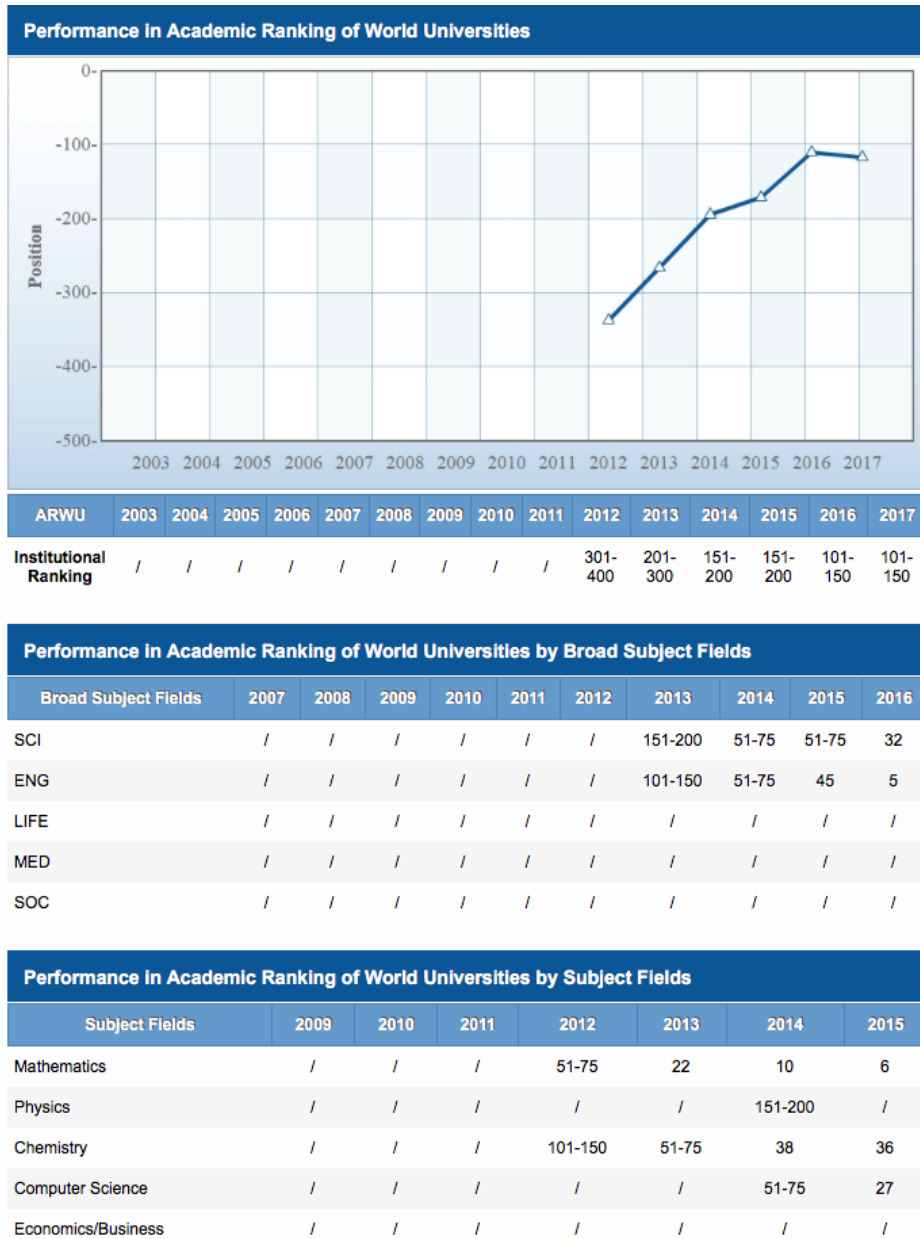 Performance in Academic Ranking of World Universities
0-
-100-
-200-
-300-
-400-
-500-
Position
2003 2004 2005 2006 2007 2008 2009 2010 2011 2012 2013 2014 2015 2016 2017
ARWU 2003 2004 2005 2006 2007 2008 2009 2010 2011 2012 2013 2014 2015 2016 2017
Institutional Ranking / / / / / / / / / 301-400 201-300 151-200 151-200 101-150 101-150
Performance in Academic Ranking of World Universities by Broad Subject Fields
Broad Subject Fields 2007 2008 2009 2010 2011 2012 2013 2014 2015 2016
SCI / / / / / / 151-200 51-75 51-75 32
ENG / / / / / / 101-150 51-75 45 5
LIFE / / / / / / / / / /
MED / / / / / / / / / /
SOC / / / / / / / / / /
Performance in Academic Ranking of World Universities by Subject Fields
Subject Fields 2009 2010 2011 2012 2013 2014 2015
Mathematics / / / 51-75 22 10 6
Physics / / / / / 151-200 /
Chemistry / / / 101-150 51-75 38 36
Computer Science / / / / / 51-75 27
Economics/Business / / / / / / /